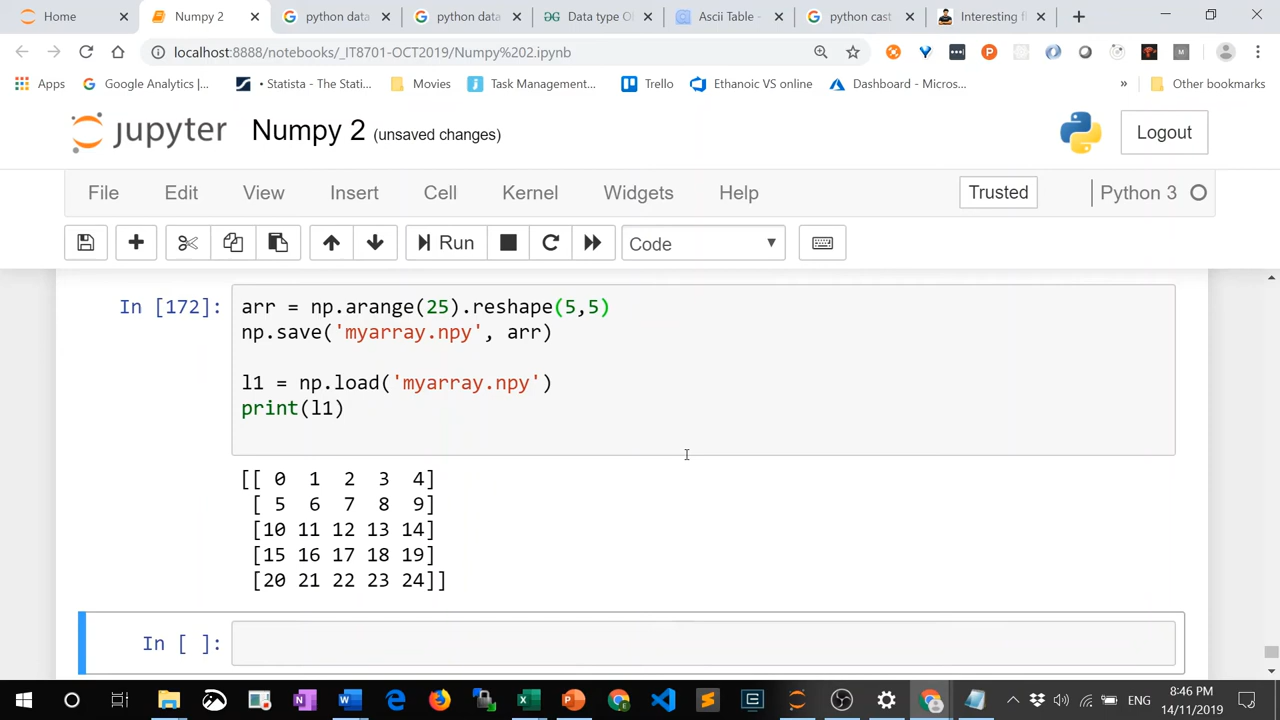 Home
Numpy 2
python data
python data
Data type O
Ascii Table -
python cast
Interesting f
localhost:8888/notebooks/_IT8701-OCT2019/Numpy%202.ipynb
Apps
Google Analytics |...
• Statista - The Stati...
Movies
Task Management...
Trello
Ethanoic VS online
Dashboard - Micros...
»
Other bookmarks
jupyter
Numpy 2 (unsaved changes)
Logout
File Edit View Insert Cell Kernel Widgets Help
Trusted
Python 3
Run
Code
In [172]:
arr = np.arange(25).reshape(5,5)
np.save('myarray.npy', arr)
l1 = np.load('myarray.npy')
print(l1)
[[ 0 1 2 3 4]
[ 5 6 7 8 9]
[10 11 12 13 14]
[15 16 17 18 19]
[20 21 22 23 24]]
In [ ]:
ENG
8:46 PM
14/11/2019